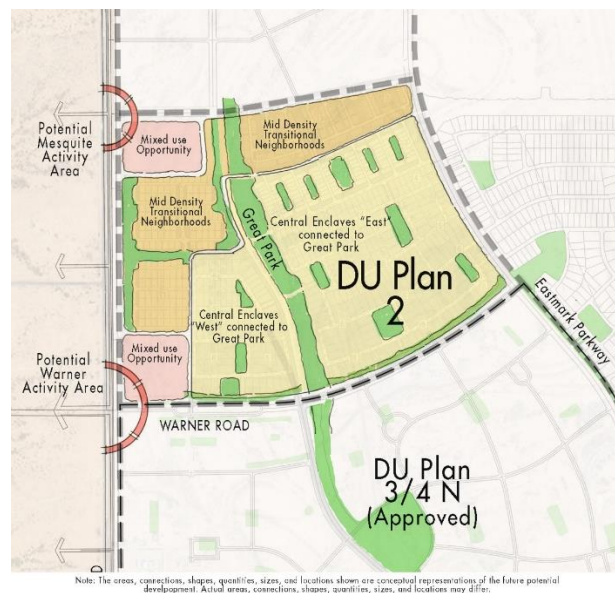 Potential
Mesquite
Activity
Area
Mixed use
Opportunity
Mid Density
Transitional
Neighborhoods
Mid Density
Transitional
Neighborhoods
Great Park
Central Enclaves "East"
connected to
Great Park
DU Plan
2
Central Enclaves
"West" connected to
Great Park
Eastmark Parkway
Potential
Warner
Activity Area
Mixed use
Opportunity
WARNER ROAD
DU Plan
3/4 N
(Approved)
D
Note: The areas, connections, shapes, quantities, sizes, and locations shown are conceptual representations of the future potential
development. Actual areas, connections, shapes, quantities, sizes, and locations may differ.